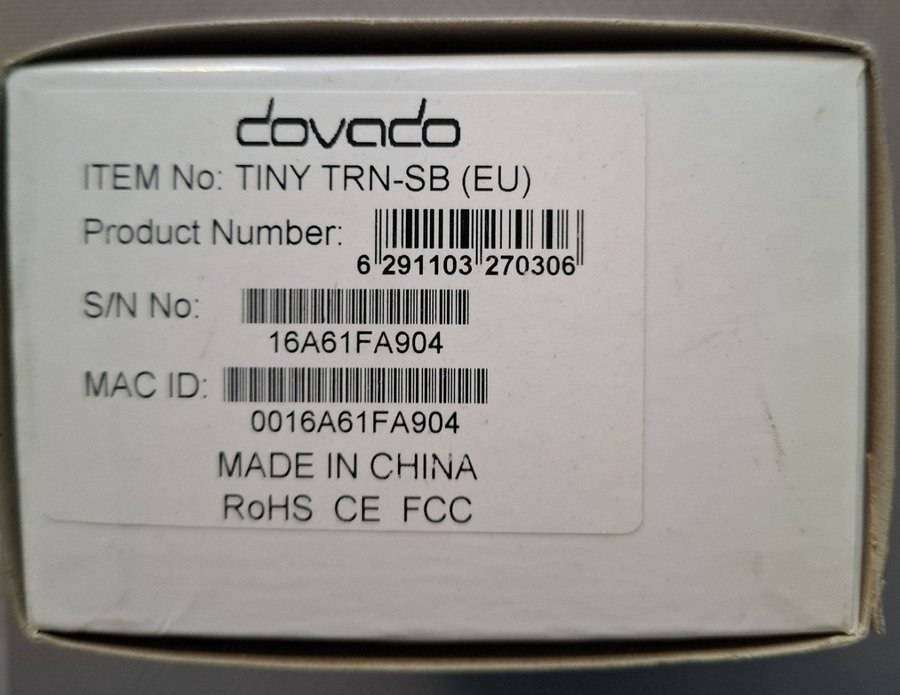 dovado
ITEM No: TINY TRN-SB (EU)
Product Number:
6 291103 270306
S/N No:
16A61FA904
MAC ID:
0016A61FA904
MADE IN CHINA
RoHS CE FCC